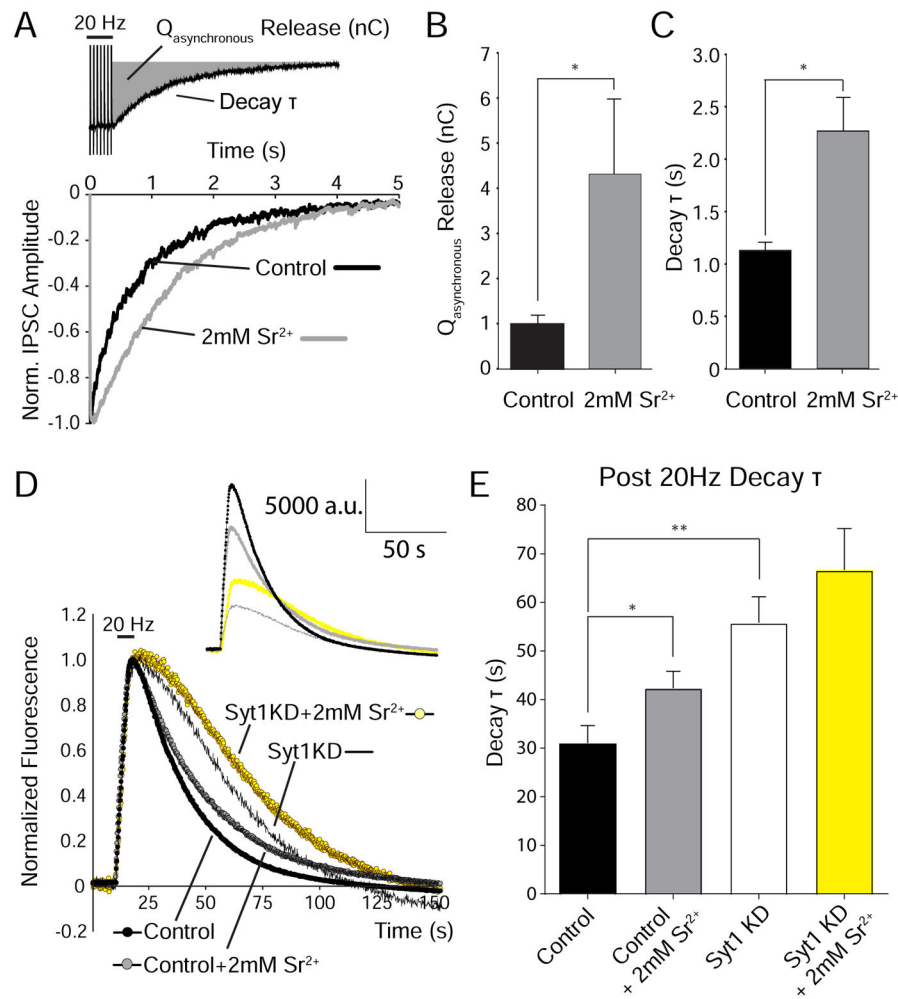 A
20 Hz
Qasynchronous Release (nC)
Decay τ
Time (s)
0 1 2 3 4 5
0
-0.2
-0.4
-0.6
-0.8
-1.0
Norm. IPSC Amplitude
Control
2mM Sr²⁺
B
7
6
5
4
3
2
1
0
Qasynchronous Release (nC)
*
Control 2mM Sr²⁺
C
3.0
2.5
2.0
1.5
1.0
0.5
0
Decay τ (s)
*
Control 2mM Sr²⁺
D
5000 a.u.
50 s
20 Hz
1.2
1.0
0.8
0.6
0.4
0.2
0
-0.2
Normalized Fluorescence
Syt1KD+2mM Sr²⁺
Syt1KD
25 50 75 100 125 150
Time (s)
Control
Control+2mM Sr²⁺
E
Post 20Hz Decay τ
80
70
60
50
40
30
20
10
0
Decay τ (s)
**
*
Control
Control
+ 2mM Sr²⁺
Syt1 KD
Syt1 KD
+ 2mM Sr²⁺